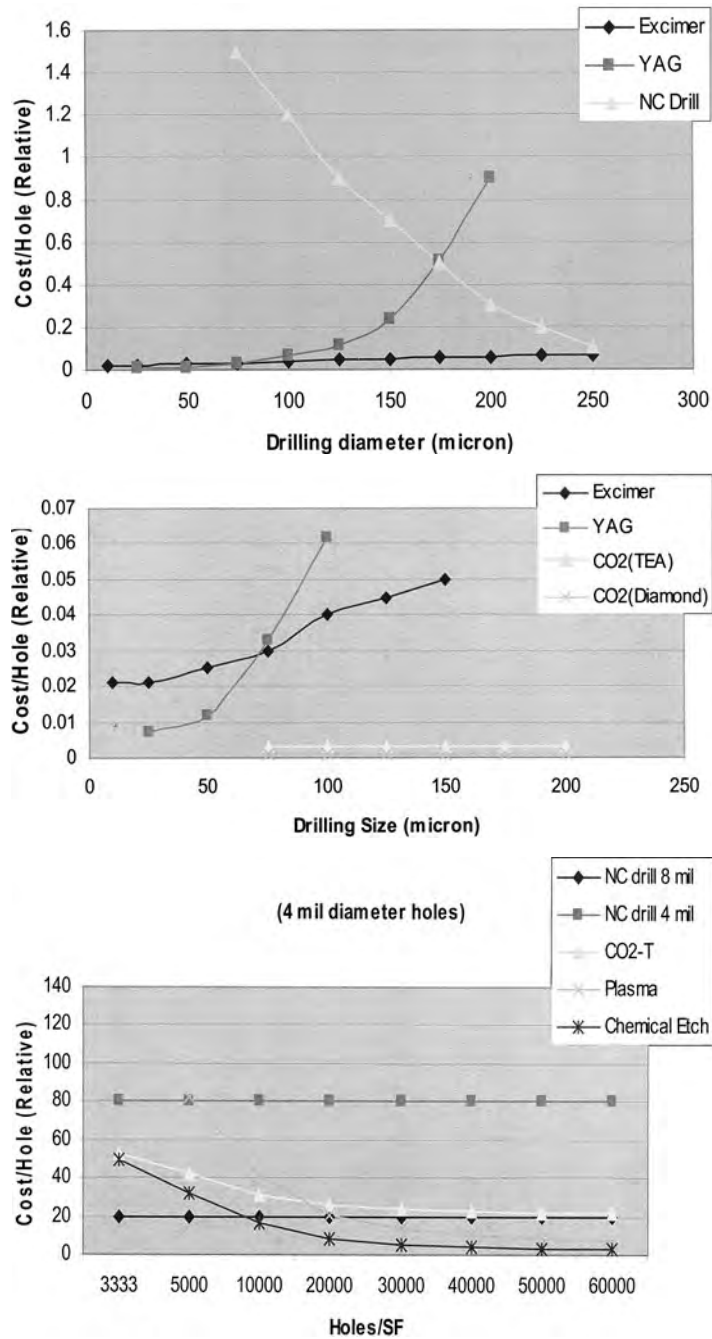 Excimer
YAG
NC Drill
Cost/Hole (Relative)
1.6
1.4
1.2
1
0.8
0.6
0.4
0.2
0
0 50 100 150 200 250 300
Drilling diameter (micron)
Excimer
YAG
CO2(TEA)
CO2(Diamond)
Cost/Hole (Relative)
0.07
0.06
0.05
0.04
0.03
0.02
0.01
0
0 50 100 150 200 250
Drilling Size (micron)
(4 mil diameter holes)
NC drill 8 mil
NC drill 4 mil
CO2-T
Plasma
Chemical Etch
Cost/Hole (Relative)
140
120
100
80
60
40
20
0
3333 5000 10000 20000 30000 40000 50000 60000
Holes/SF